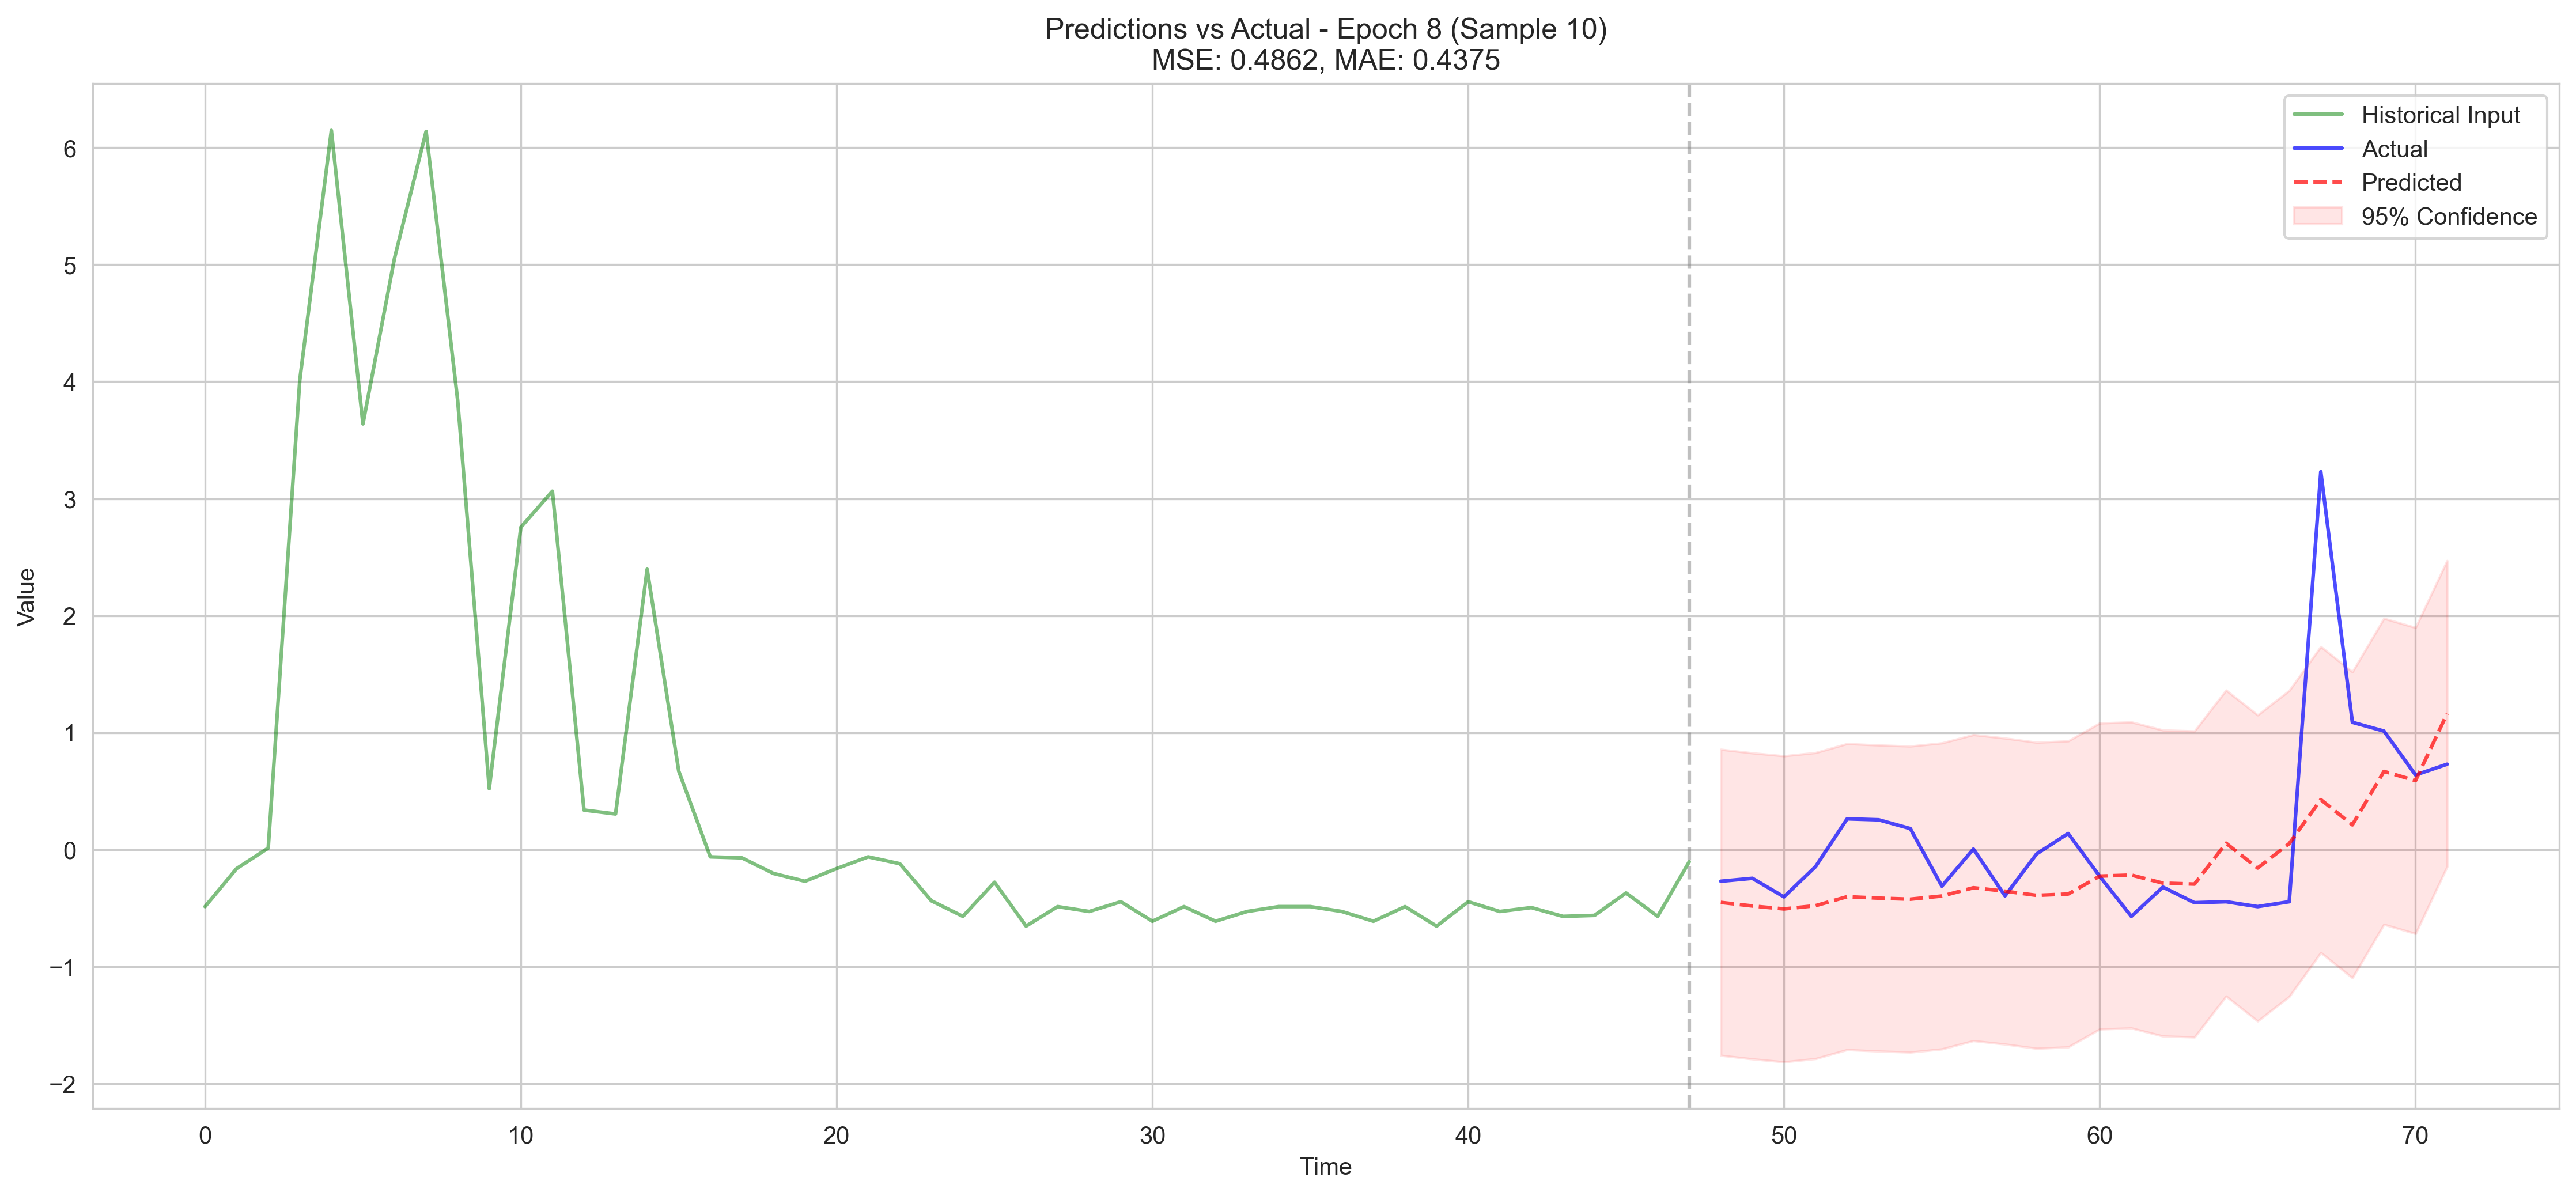 Predictions vs Actual - Epoch 8 (Sample 10)
MSE: 0.4862, MAE: 0.4375
Historical Input
Actual
Predicted
95% Confidence
6
5
4
3
2
1
0
−1
−2
Value
0 10 20 30 40 50 60 70
Time